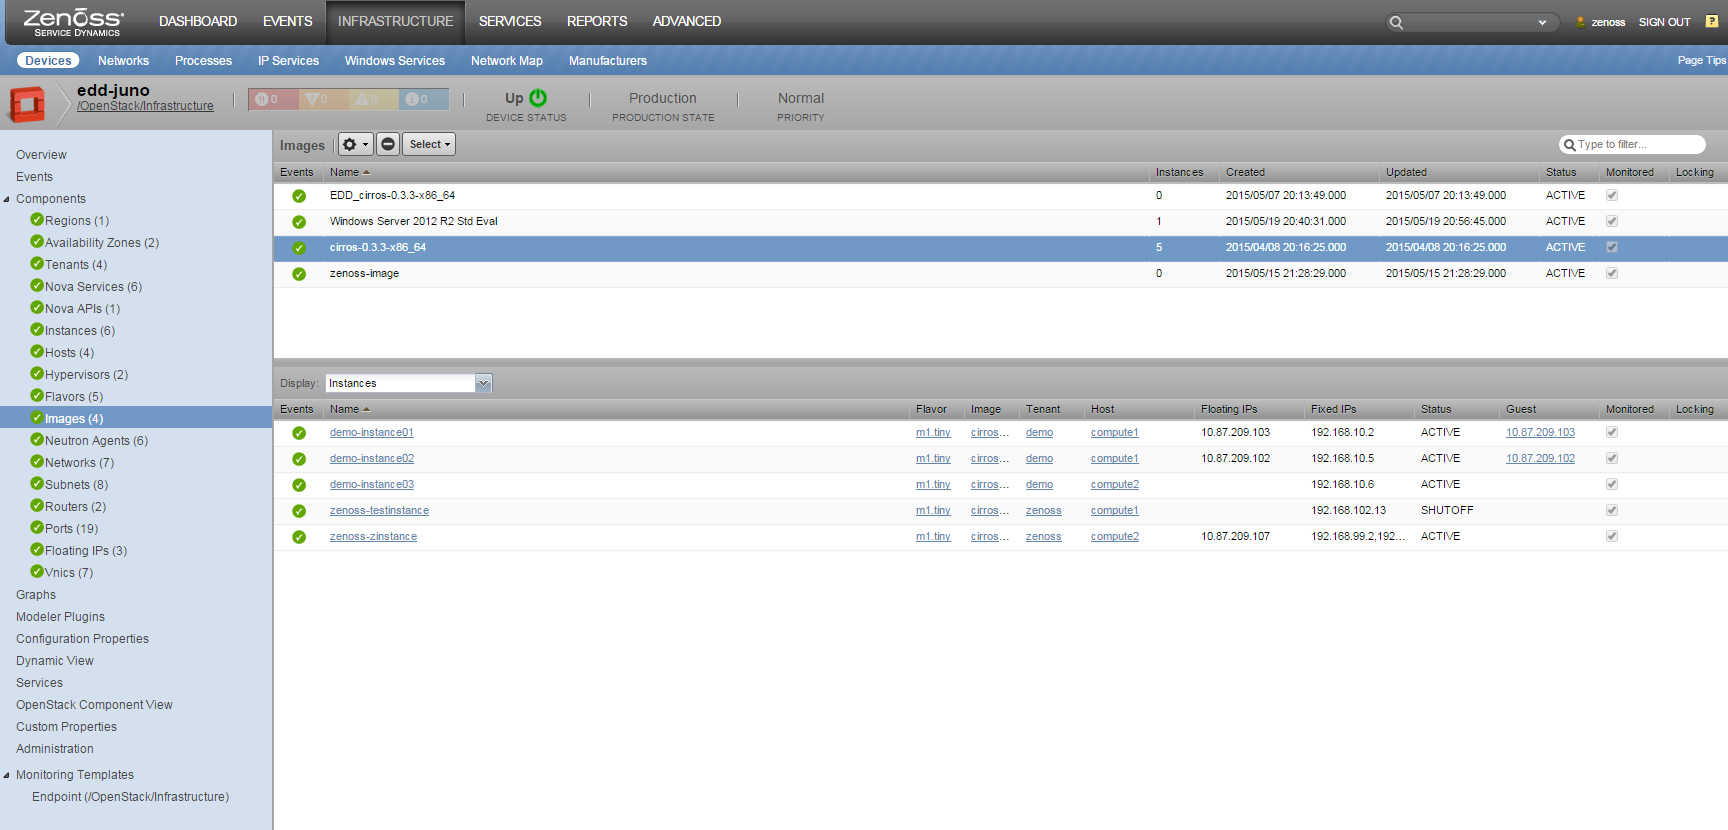 Zenoss
SERVICE DYNAMICS
DASHBOARD EVENTS INFRASTRUCTURE SERVICES REPORTS ADVANCED zenoss SIGN OUT ?
Devices Networks Processes IP Services Windows Services Network Map Manufacturers Page Tips
edd-juno
/OpenStack/Infrastructure
0 0 0 0
Up
DEVICE STATUS
Production
PRODUCTION STATE
Normal
PRIORITY
Overview
Events
Components
Regions (1)
Availability Zones (2)
Tenants (4)
Nova Services (6)
Nova APIs (1)
Instances (6)
Hosts (4)
Hypervisors (2)
Flavors (5)
Images (4)
Neutron Agents (6)
Networks (7)
Subnets (8)
Routers (2)
Ports (19)
Floating IPs (3)
Vnics (7)
Graphs
Modeler Plugins
Configuration Properties
Dynamic View
Services
OpenStack Component View
Custom Properties
Administration
Monitoring Templates
Endpoint (/OpenStack/Infrastructure)
Images Select Type to filter...
Events Name Instances Created Updated Status Monitored Locking
EDD_cirros-0.3.3-x86_64 0 2015/05/07 20:13:49.000 2015/05/07 20:13:49.000 ACTIVE
Windows Server 2012 R2 Std Eval 1 2015/05/19 20:40:31.000 2015/05/19 20:56:45.000 ACTIVE
cirros-0.3.3-x86_64 5 2015/04/08 20:16:25.000 2015/04/08 20:16:25.000 ACTIVE
zenoss-image 0 2015/05/15 21:28:29.000 2015/05/15 21:28:29.000 ACTIVE
Display: Instances
Events Name Flavor Image Tenant Host Floating IPs Fixed IPs Status Guest Monitored Locking
demo-instance01 m1.tiny cirros... demo compute1 10.87.209.103 192.168.10.2 ACTIVE 10.87.209.103
demo-instance02 m1.tiny cirros... demo compute1 10.87.209.102 192.168.10.5 ACTIVE 10.87.209.102
demo-instance03 m1.tiny cirros... demo compute2 192.168.10.6 ACTIVE
zenoss-testinstance m1.tiny cirros... zenoss compute1 192.168.102.13 SHUTOFF
zenoss-zinstance m1.tiny cirros... zenoss compute2 10.87.209.107 192.168.99.2,192... ACTIVE